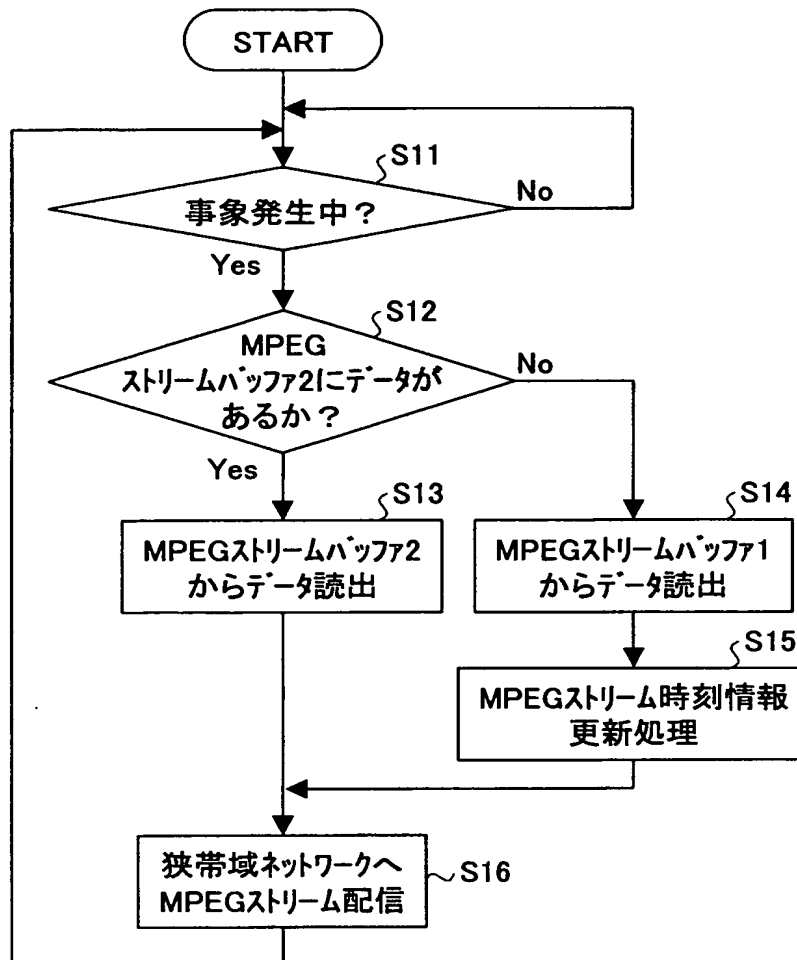 START
S11
事象発生中?
No
Yes
S12
MPEG
ストリームバッファ2にデータが
あるか?
No
Yes
S13
MPEGストリームバッファ2
からデータ読出
S14
MPEGストリームバッファ1
からデータ読出
S15
MPEGストリーム時刻情報
更新処理
狭帯域ネットワークへ
MPEGストリーム配信
S16